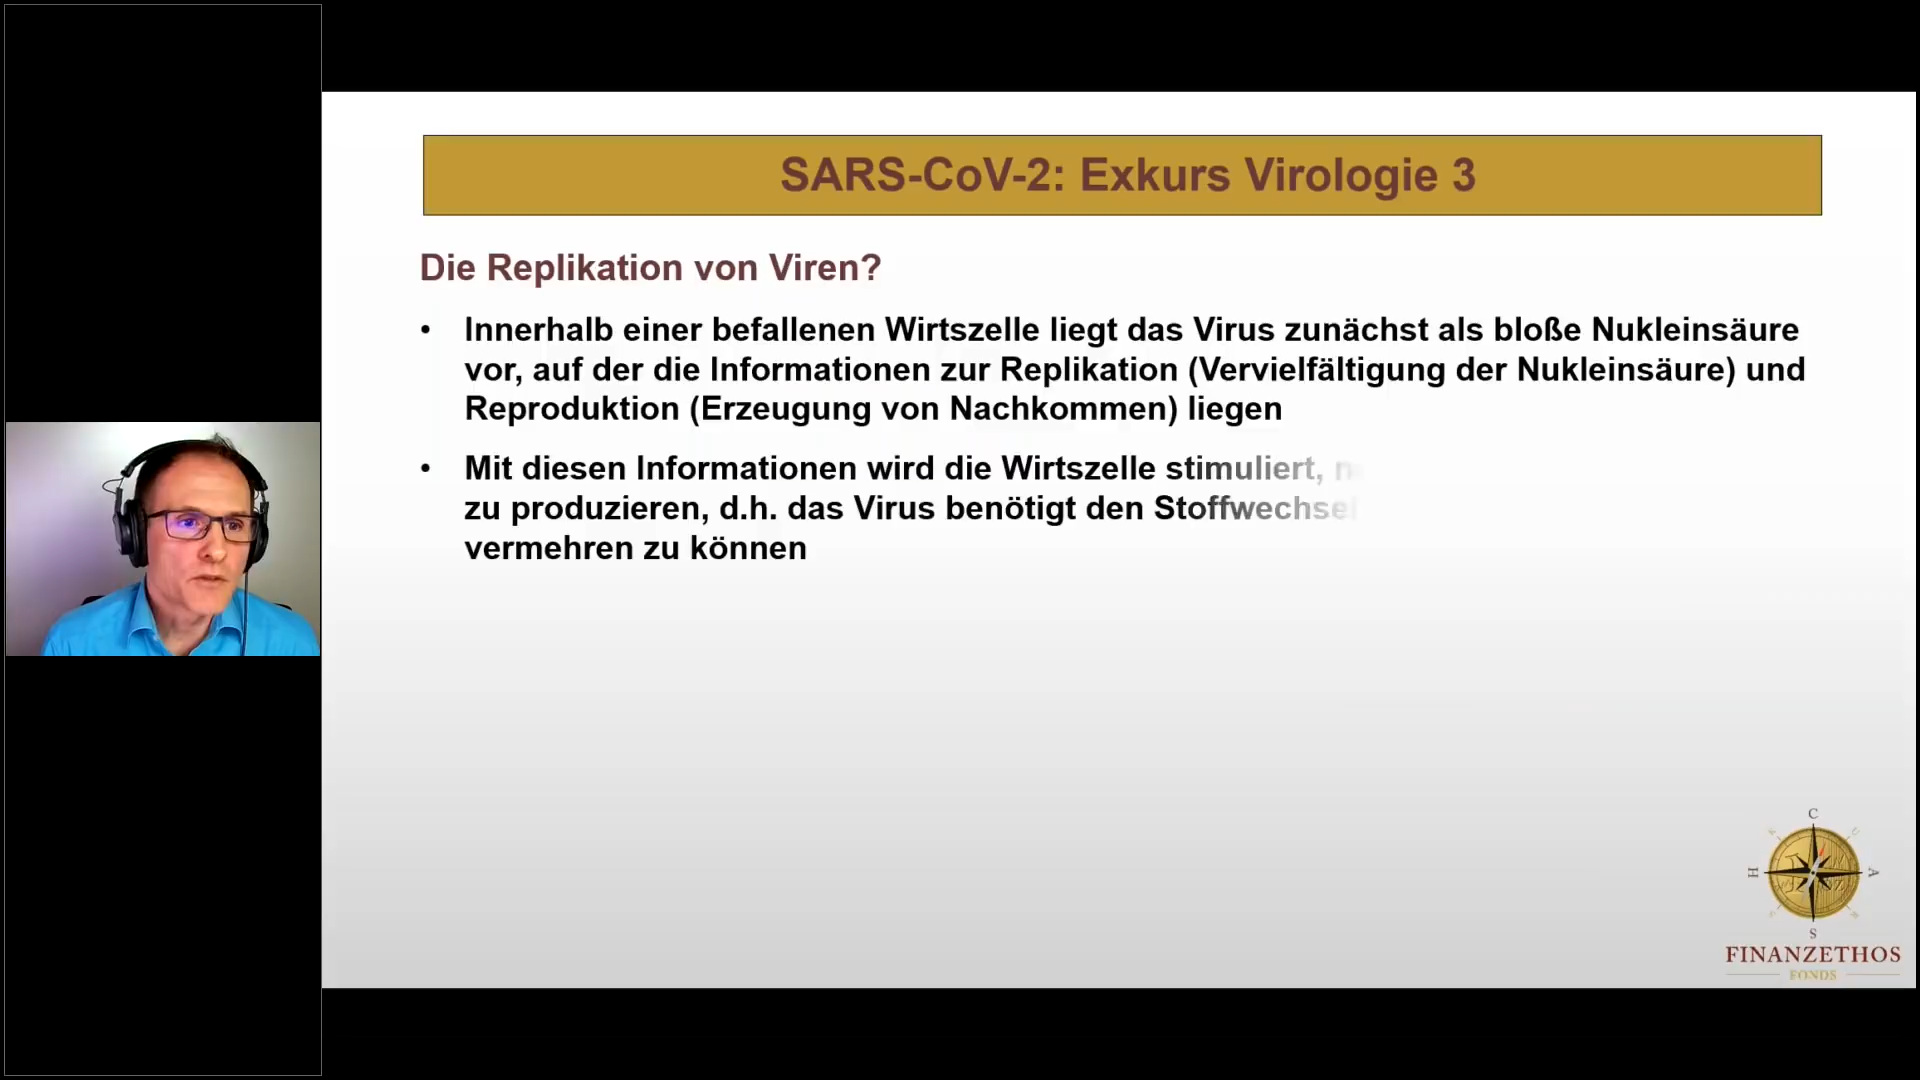 SARS-CoV-2: Exkurs Virologie 3
Die Replikation von Viren?
• Innerhalb einer befallenen Wirtszelle liegt das Virus zunächst als bloße Nukleinsäure
vor, auf der die Informationen zur Replikation (Vervielfältigung der Nukleinsäure) und
Reproduktion (Erzeugung von Nachkommen) liegen
• Mit diesen Informationen wird die Wirtszelle stimuliert,
zu produzieren, d.h. das Virus benötigt den Stoffwechsel
vermehren zu können
C
H
A
S
FINANZETHOS
FONDS